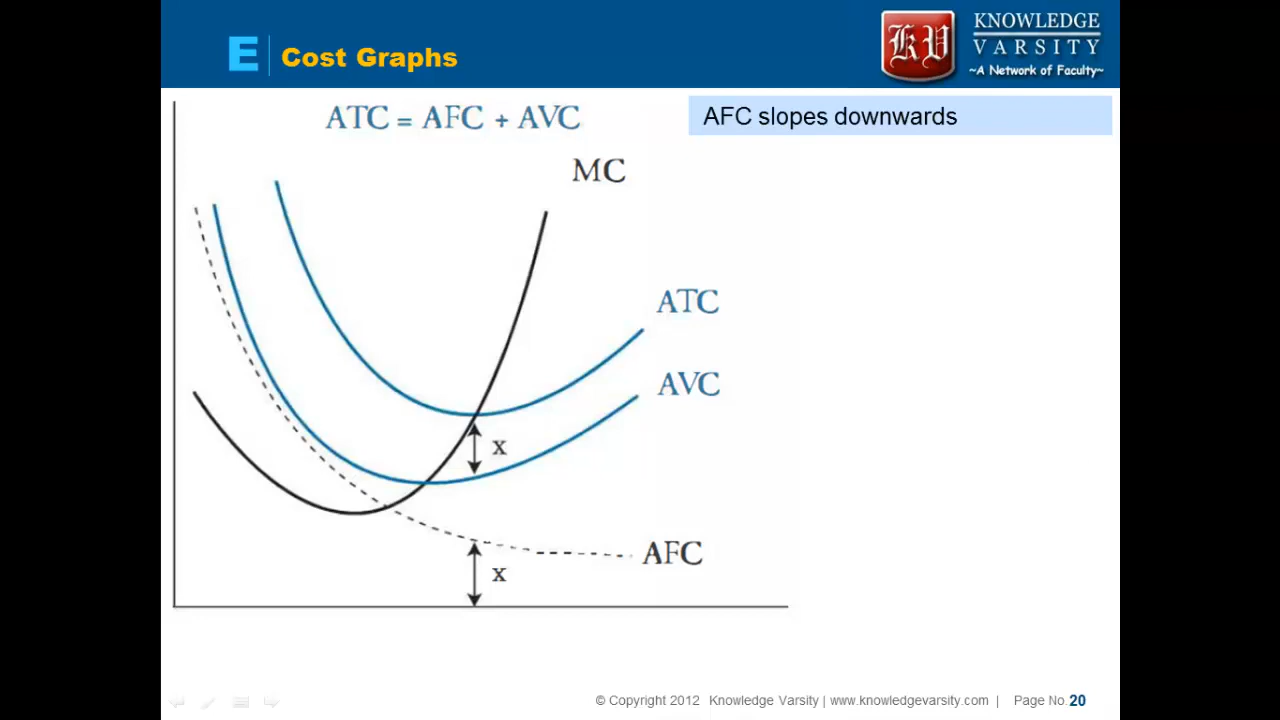 E Cost Graphs
KV KNOWLEDGE
VARSITY
~A Network of Faculty~
ATC = AFC + AVC
AFC slopes downwards
MC
ATC
AVC
x
AFC
x
© Copyright 2012 Knowledge Varsity | www.knowledgevarsity.com | Page No.20